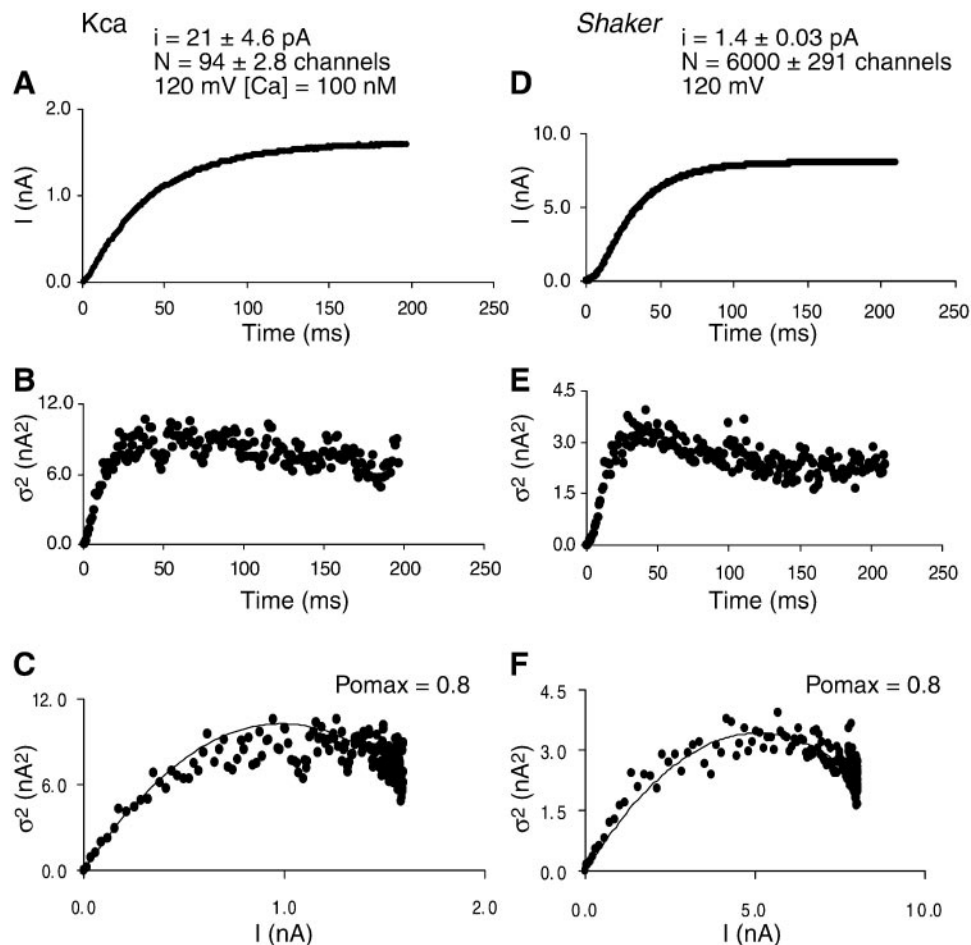 Kca
i = 21 ± 4.6 pA
N = 94 ± 2.8 channels
120 mV [Ca] = 100 nM
A
2.0
1.0
0.0
I (nA)
0 50 100 150 200 250
Time (ms)
B
12.0
6.0
0.0
σ² (nA²)
0 50 100 150 200 250
Time (ms)
C
Pomax = 0.8
12.0
6.0
0.0
σ² (nA²)
0.0 1.0 2.0
I (nA)
Shaker
i = 1.4 ± 0.03 pA
N = 6000 ± 291 channels
120 mV
D
10.0
5.0
0.0
I (nA)
0 50 100 150 200 250
Time (ms)
E
4.5
3.0
1.5
0.0
σ² (nA²)
0 50 100 150 200 250
Time (ms)
F
Pomax = 0.8
4.5
3.0
1.5
0.0
σ² (nA²)
0.0 5.0 10.0
I (nA)